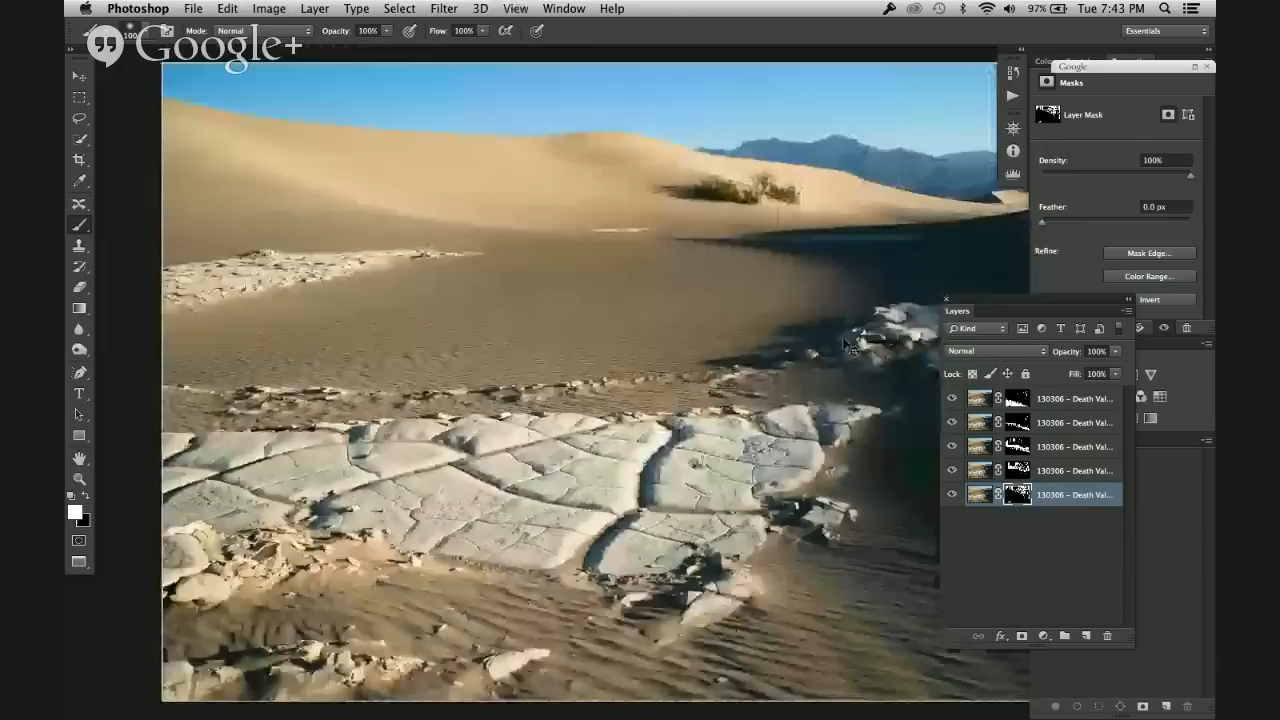 Photoshop File Edit Image Layer Type Select Filter 3D View Window Help 97% Tue 7:43 PM
100 Mode: Normal Opacity: 100% Flow: 100% Essentials
Google+
Google
Masks
Layer Mask
Density: 100%
Feather: 0.0 px
Refine: Mask Edge...
Color Range...
Invert
Layers
Kind
Normal Opacity: 100%
Lock: Fill: 100%
130306 - Death Val...
130306 - Death Val...
130306 - Death Val...
130306 - Death Val...
130306 - Death Val...